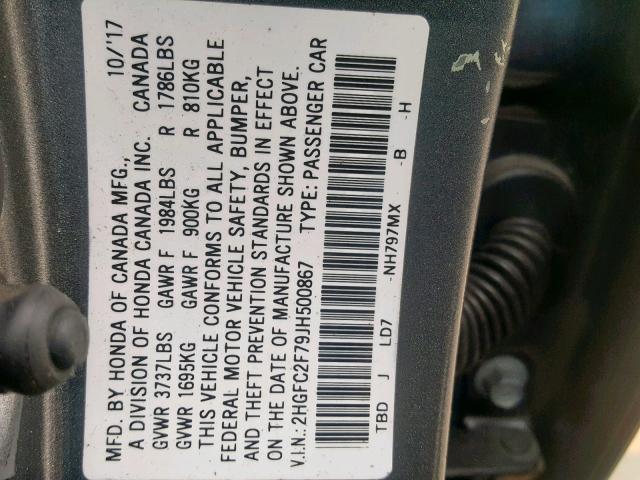 MFD. BY HONDA OF CANADA MFG., 10/'17
A DIVISION OF HONDA CANADA INC. CANADA
GVWR 3737LBS GAWR F 1984LBS R 1786LBS
GVWR 1695KG GAWR F 900KG R 810KG
THIS VEHICLE CONFORMS TO ALL APPLICABLE
FEDERAL MOTOR VEHICLE SAFETY, BUMPER,
AND THEFT PREVENTION STANDARDS IN EFFECT
ON THE DATE OF MANUFACTURE SHOWN ABOVE.
V.I.N.: 2HGFC2F79JH500867 TYPE: PASSENGER CAR
TBD J LD7 -NH797MX -B -H